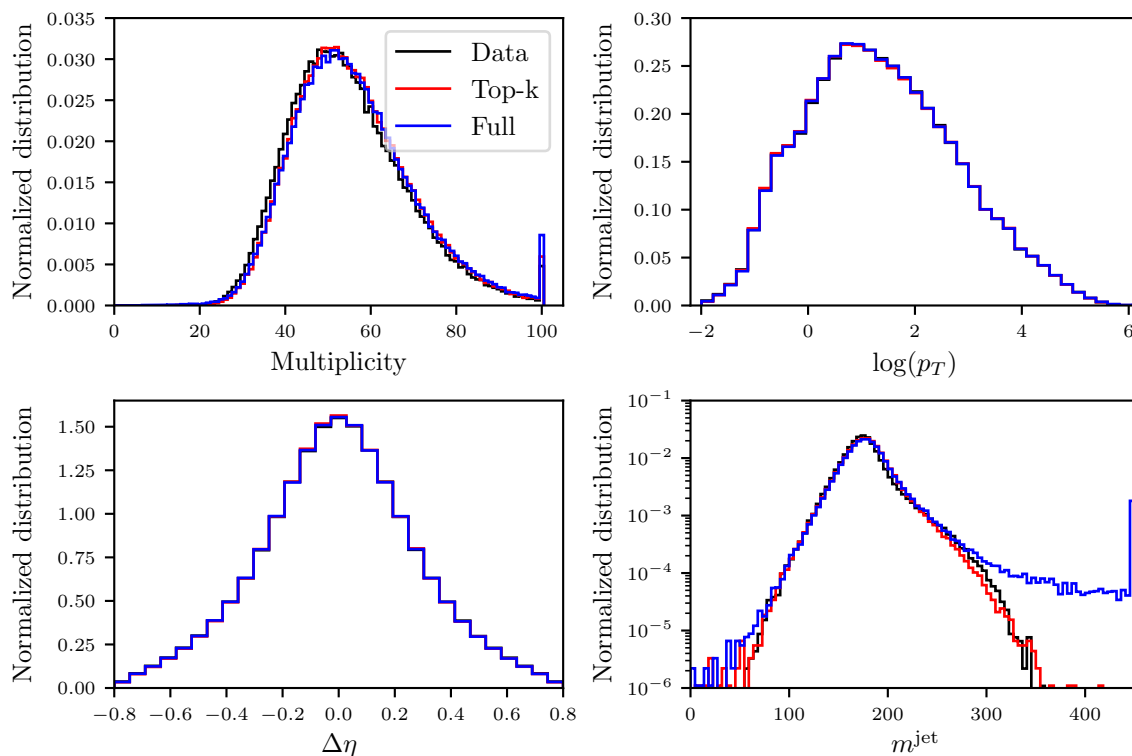 0.035
0.030
0.025
0.020
0.015
0.010
0.005
0.000
Normalized distribution
0 20 40 60 80 100
Multiplicity
Data
Top-k
Full
0.30
0.25
0.20
0.15
0.10
0.05
0.00
Normalized distribution
−2 0 2 4 6
log(p_T)
1.50
1.25
1.00
0.75
0.50
0.25
0.00
Normalized distribution
−0.8 −0.6 −0.4 −0.2 0.0 0.2 0.4 0.6 0.8
Δη
10⁻¹
10⁻²
10⁻³
10⁻⁴
10⁻⁵
10⁻⁶
Normalized distribution
0 100 200 300 400
m^jet